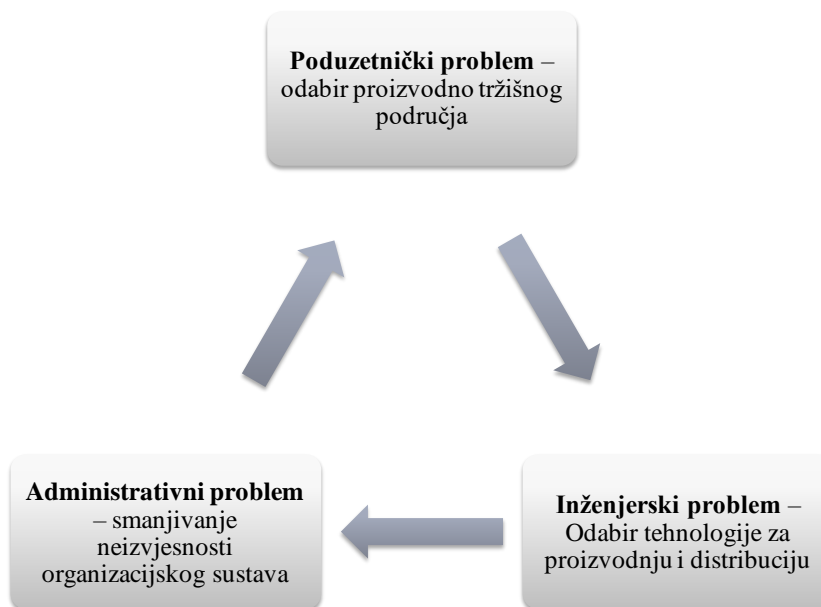 Poduzetnički problem –
odabir proizvodno tržišnog
područja
Administrativni problem
– smanjivanje
neizvjesnosti
organizacijskog sustava
Inženjerski problem –
Odabir tehnologije za
proizvodnju i distribuciju